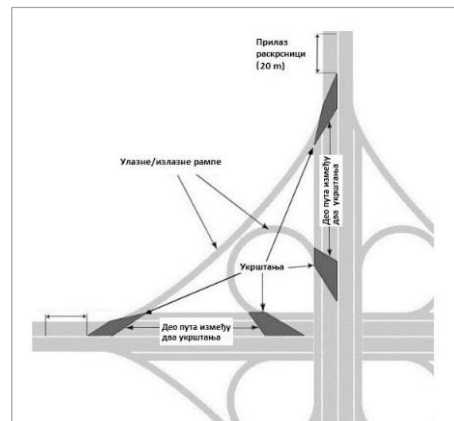 Прилаз
раскрсници
(20 m)
Улазне/излазне рампе
Део пута између
два укрштања
Укрштања
Део пута између
два укрштања